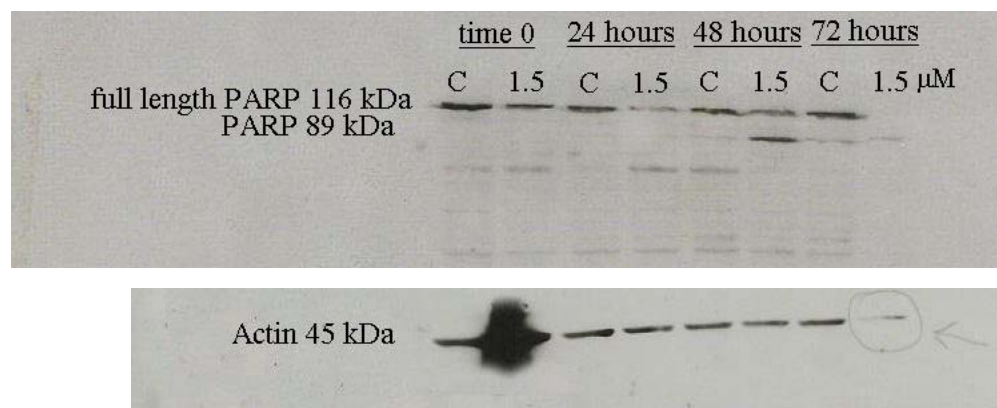 time 0 24 hours 48 hours 72 hours
C 1.5 C 1.5 C 1.5 C 1.5 μM
full length PARP 116 kDa
PARP 89 kDa
Actin 45 kDa